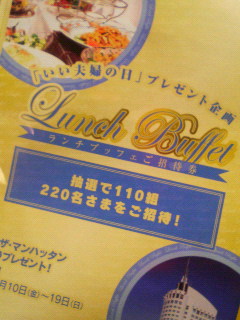 「いい夫婦の日」プレゼント企画
Lunch Buffet
ランチブッフェご招待券
抽選で110組
220名さまをご招待!
ザ・マンハッタン
プレゼント!
10日(金)~19日(日)